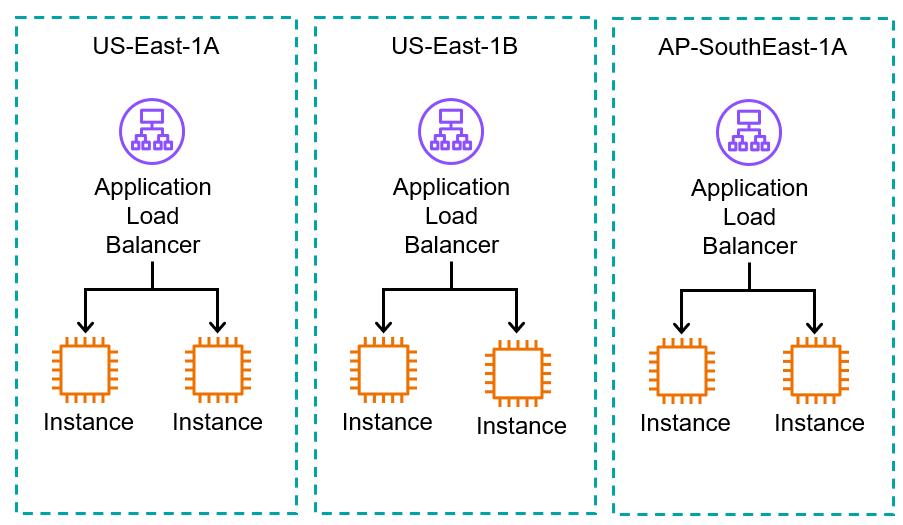 US-East-1A
US-East-1B
AP-SouthEast-1A
Application
Load
Balancer
Application
Load
Balancer
Application
Load
Balancer
Instance
Instance
Instance
Instance
Instance
Instance